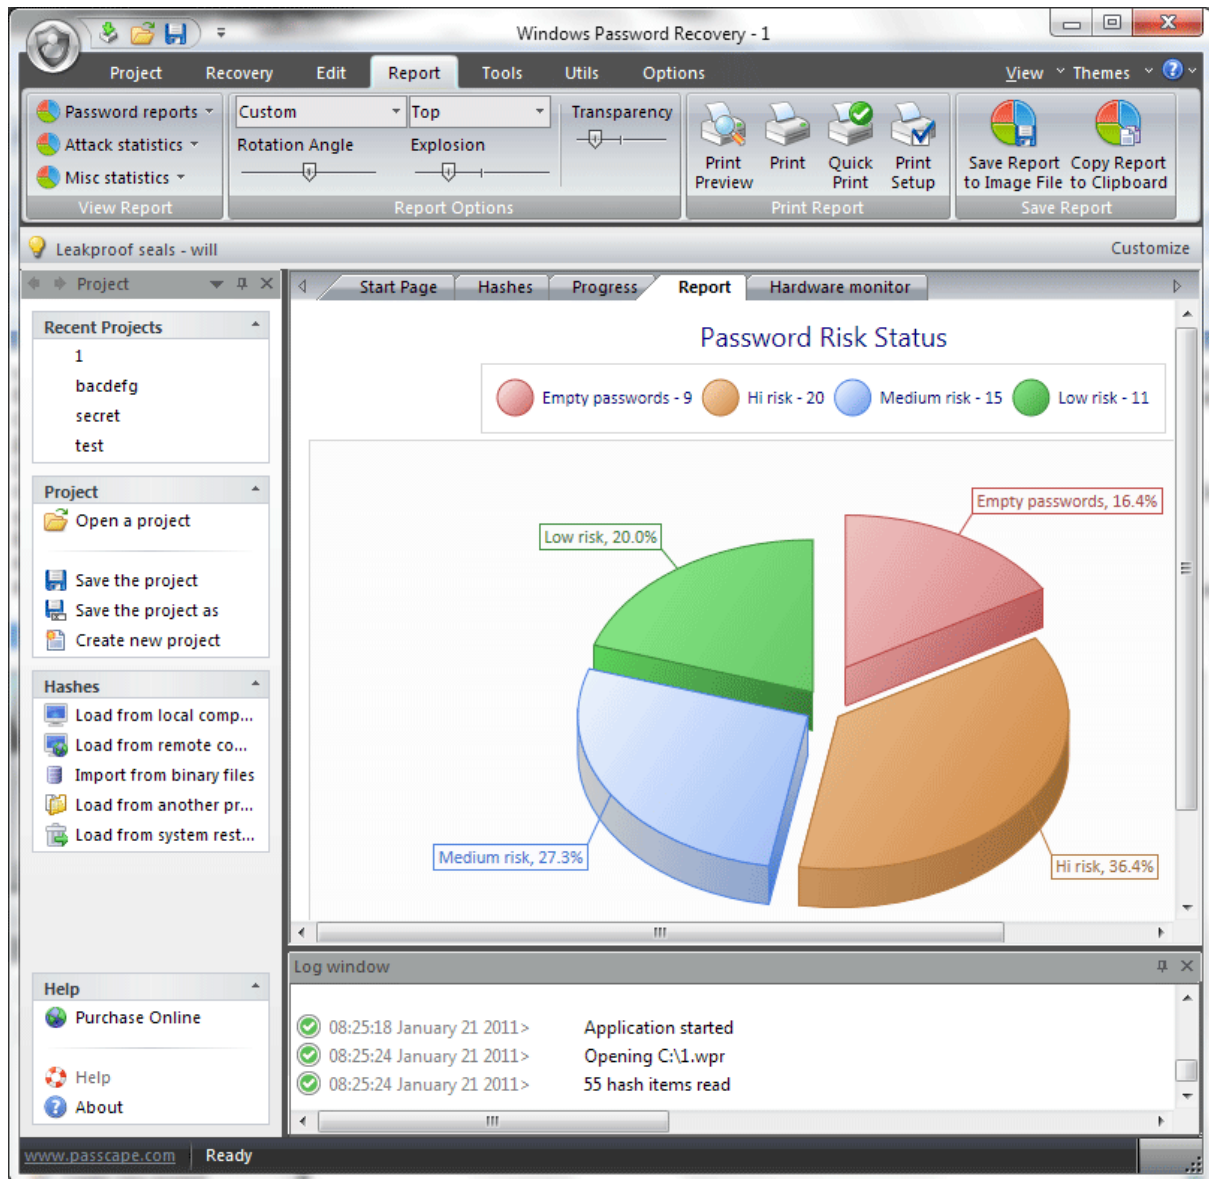 Windows Password Recovery - 1
Project Recovery Edit Report Tools Utils Options View Themes
Password reports
Attack statistics
Misc statistics
View Report
Custom Top Transparency
Rotation Angle Explosion
Report Options
Print Preview
Print
Quick Print
Print Setup
Print Report
Save Report to Image File
Copy Report to Clipboard
Save Report
Leakproof seals - will
Customize
Project
Recent Projects
1
bacdefg
secret
test
Project
Open a project
Save the project
Save the project as
Create new project
Hashes
Load from local comp...
Load from remote co...
Import from binary files
Load from another pr...
Load from system rest...
Help
Purchase Online
Help
About
Start Page Hashes Progress Report Hardware monitor
Password Risk Status
Empty passwords - 9 Hi risk - 20 Medium risk - 15 Low risk - 11
Empty passwords, 16.4%
Low risk, 20.0%
Medium risk, 27.3%
Hi risk, 36.4%
Log window
08:25:18 January 21 2011> Application started
08:25:24 January 21 2011> Opening C:\1.wpr
08:25:24 January 21 2011> 55 hash items read
www.passcape.com Ready